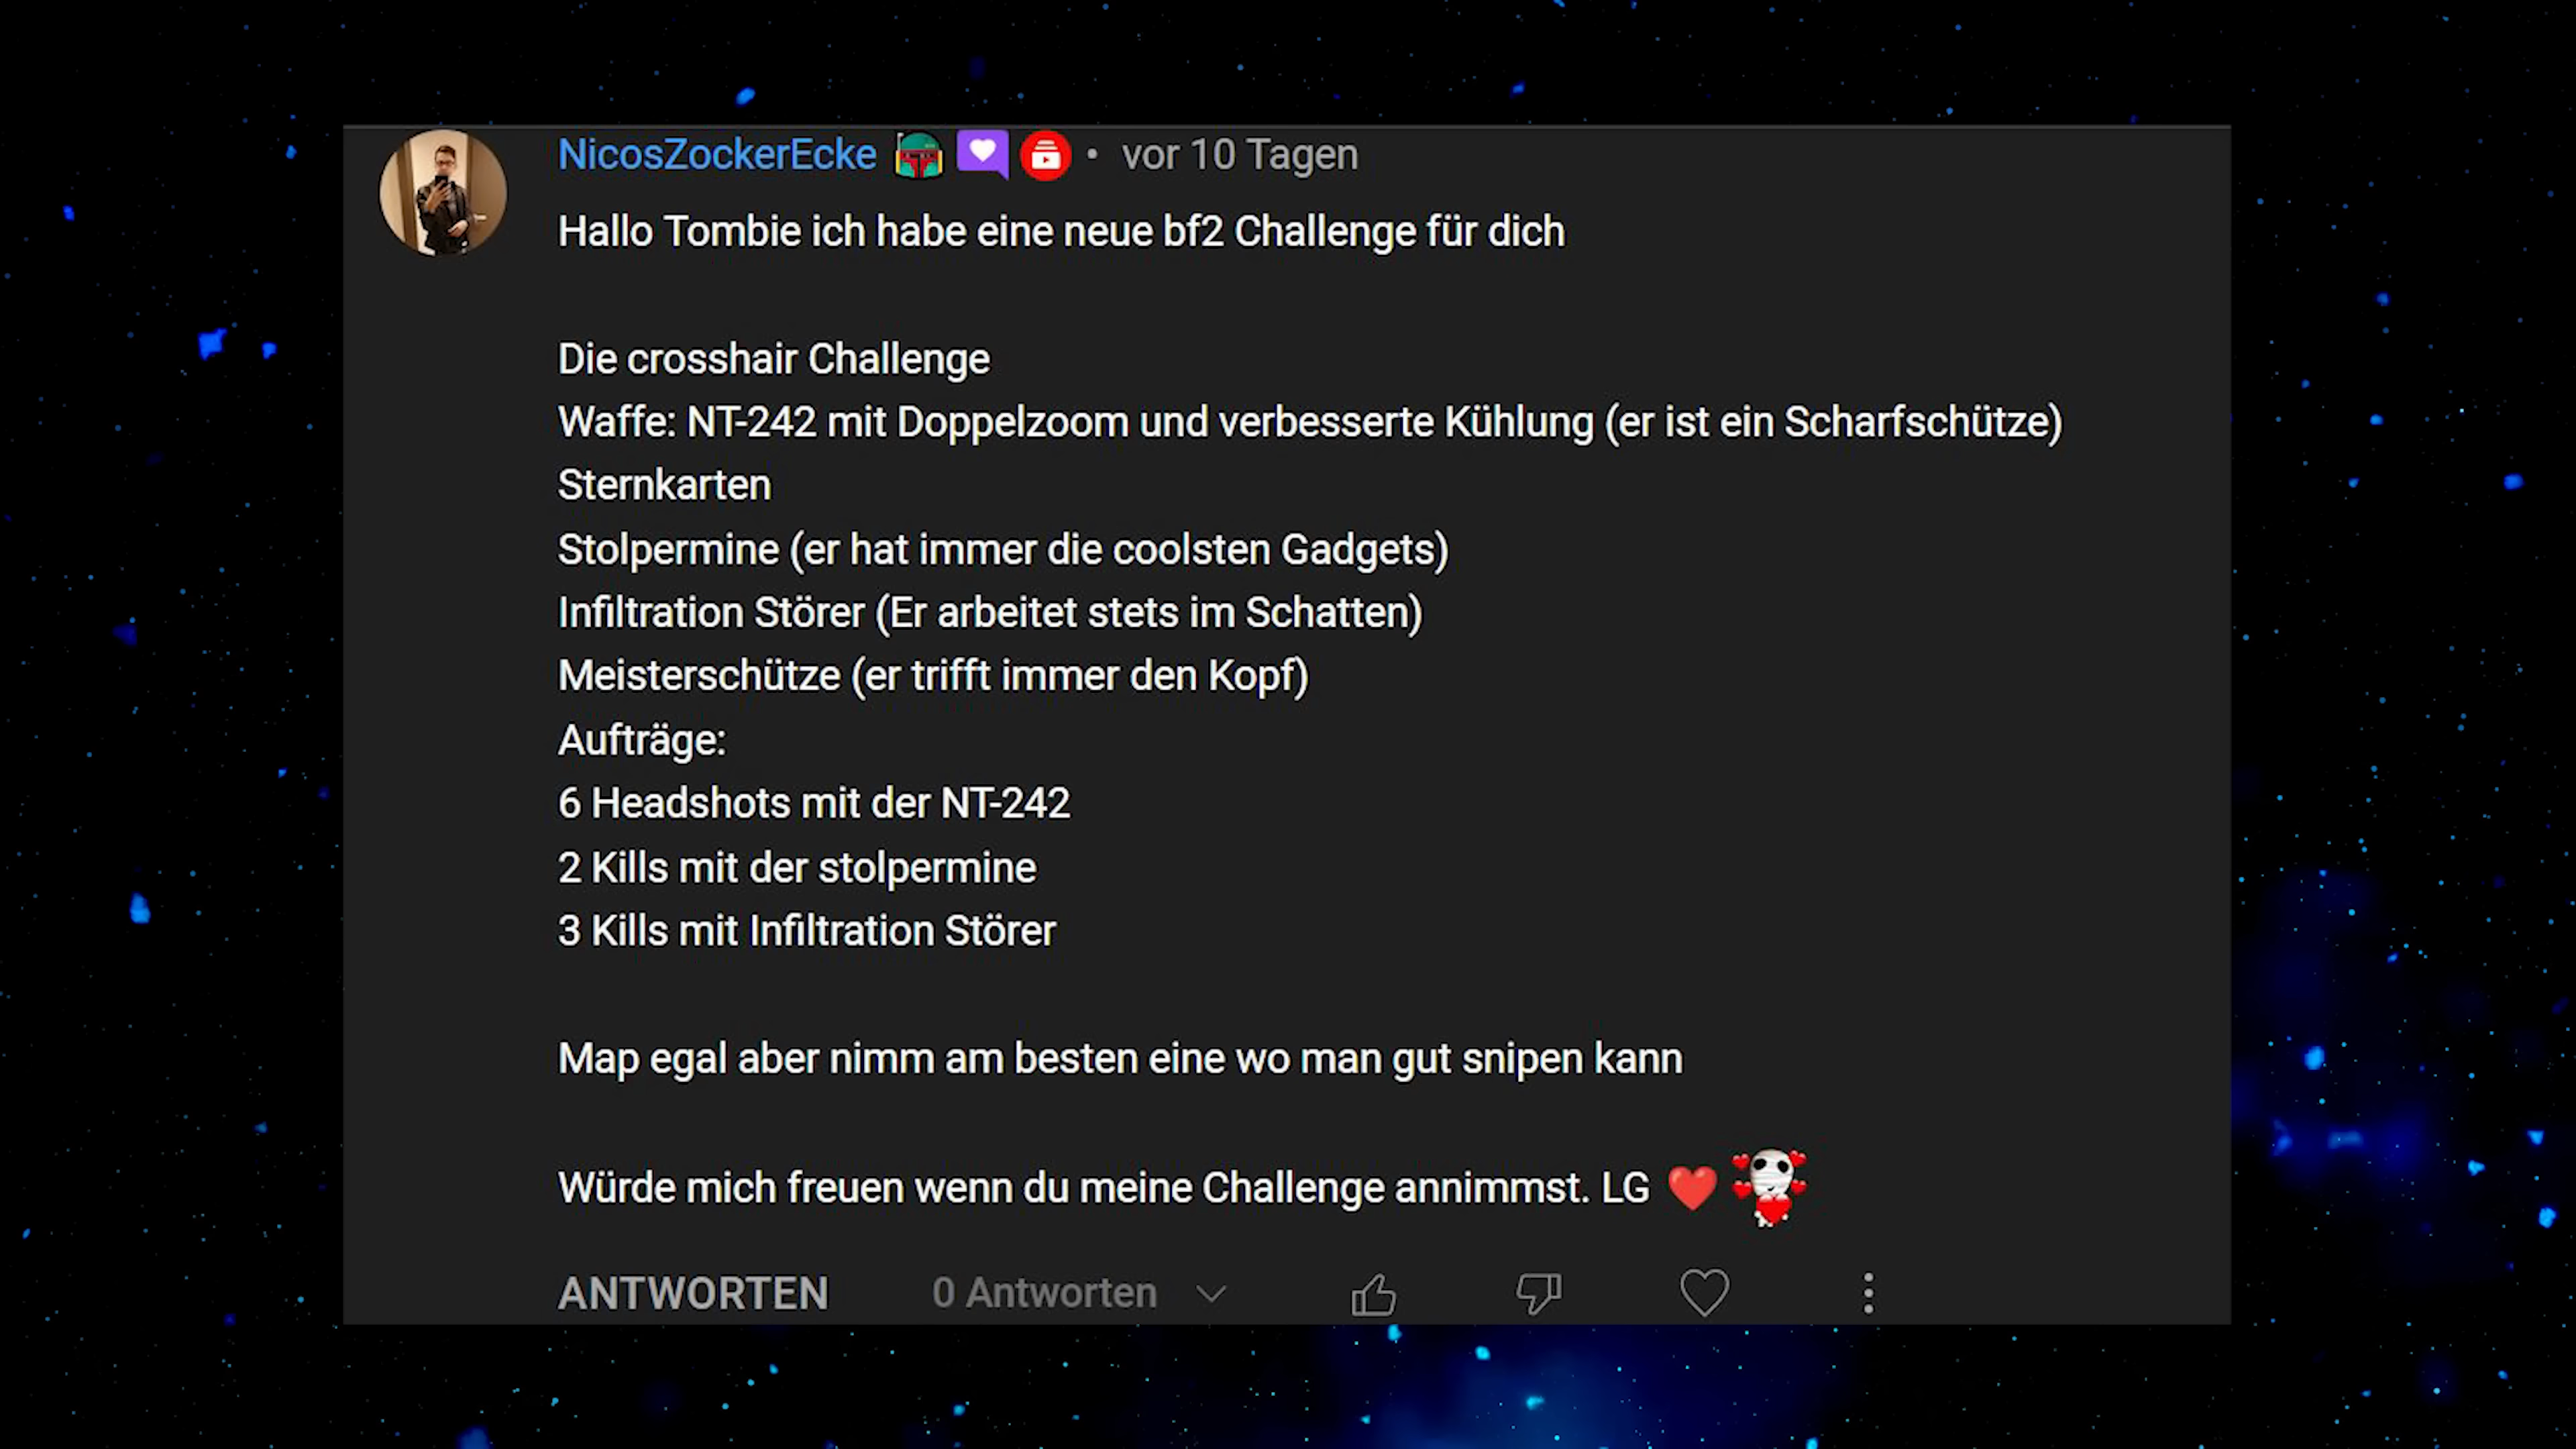 NicosZockerEcke • vor 10 Tagen
Hallo Tombie ich habe eine neue bf2 Challenge für dich
Die crosshair Challenge
Waffe: NT-242 mit Doppelzoom und verbesserte Kühlung (er ist ein Scharfschütze)
Sternkarten
Stolpermine (er hat immer die coolsten Gadgets)
Infiltration Störer (Er arbeitet stets im Schatten)
Meisterschütze (er trifft immer den Kopf)
Aufträge:
6 Headshots mit der NT-242
2 Kills mit der stolpermine
3 Kills mit Infiltration Störer
Map egal aber nimm am besten eine wo man gut snipen kann
Würde mich freuen wenn du meine Challenge annimmst. LG
ANTWORTEN 0 Antworten